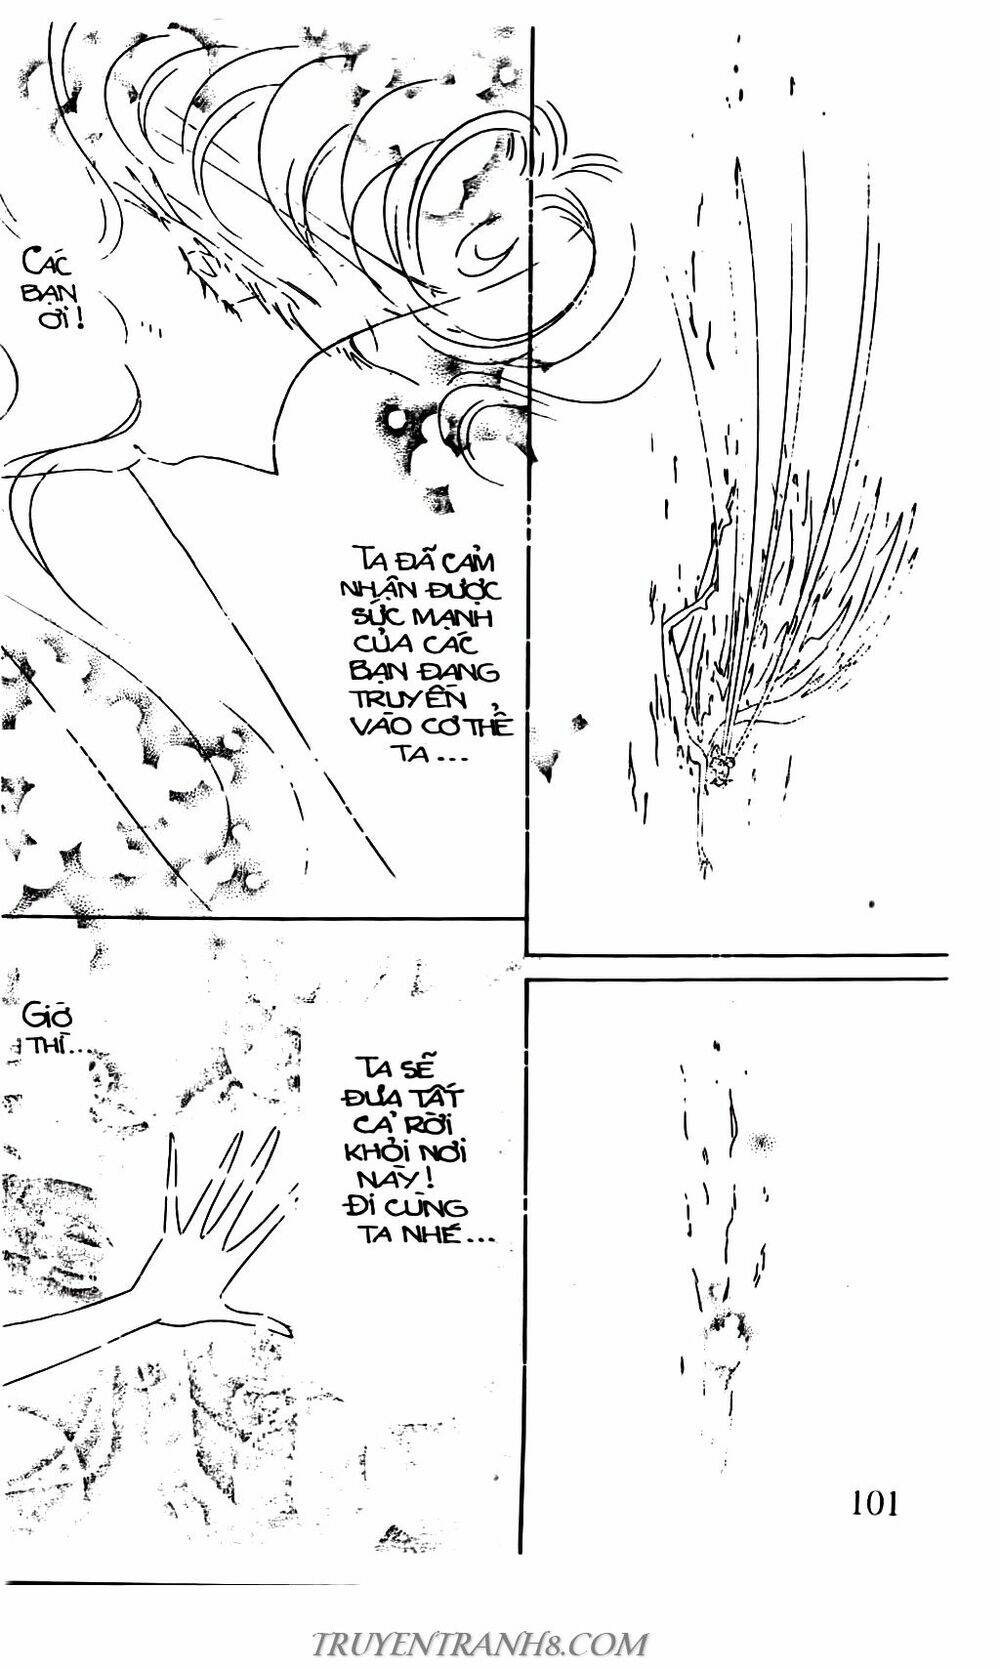 CÁC
BẠN
ƠI!
TA ĐÃ CẢM
NHẬN ĐƯỢC
SỨC MẠNH
CỦA CÁC
BẠN ĐANG
TRUYỀN
VÀO CƠ THỂ
TA...
GIỜ
THÌ...
TA SẼ
ĐƯA TẤT
CẢ RỜI
KHỎI NƠI
NÀY!
ĐI CÙNG
TA NHÉ...
101
TRUYENTRANH8.COM